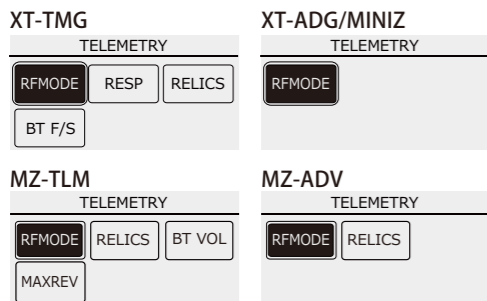 XT-TMG
TELEMETRY
RFMODE RESP RELICS
BT F/S
XT-ADG/MINIZ
TELEMETRY
RFMODE
MZ-TLM
TELEMETRY
RFMODE RELICS BT VOL
MAXREV
MZ-ADV
TELEMETRY
RFMODE RELICS